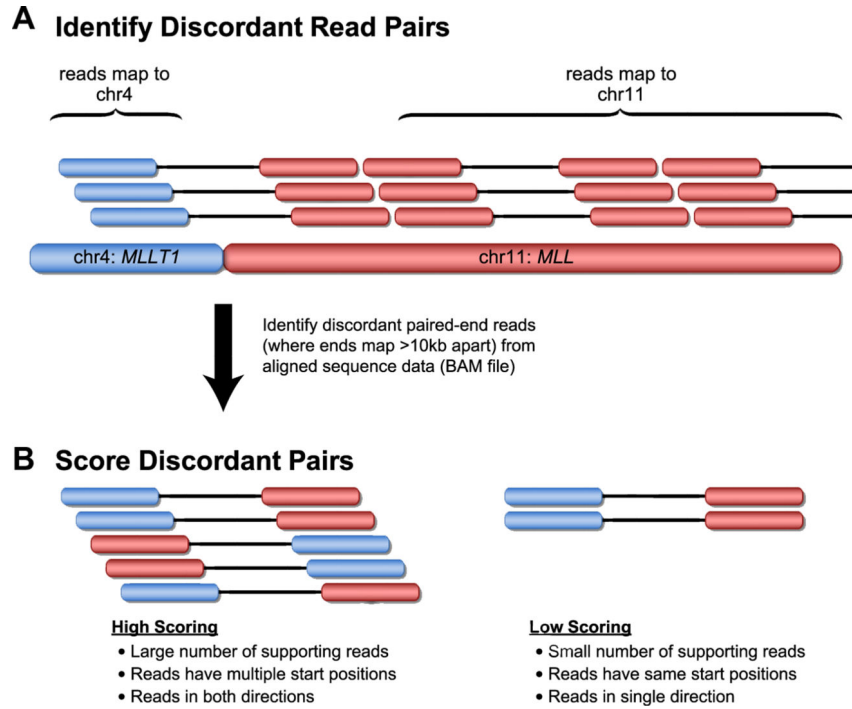 A Identify Discordant Read Pairs
reads map to
chr4
reads map to
chr11
chr4: MLLT1
chr11: MLL
Identify discordant paired-end reads
(where ends map >10kb apart) from
aligned sequence data (BAM file)
B Score Discordant Pairs
High Scoring
• Large number of supporting reads
• Reads have multiple start positions
• Reads in both directions
Low Scoring
• Small number of supporting reads
• Reads have same start positions
• Reads in single direction